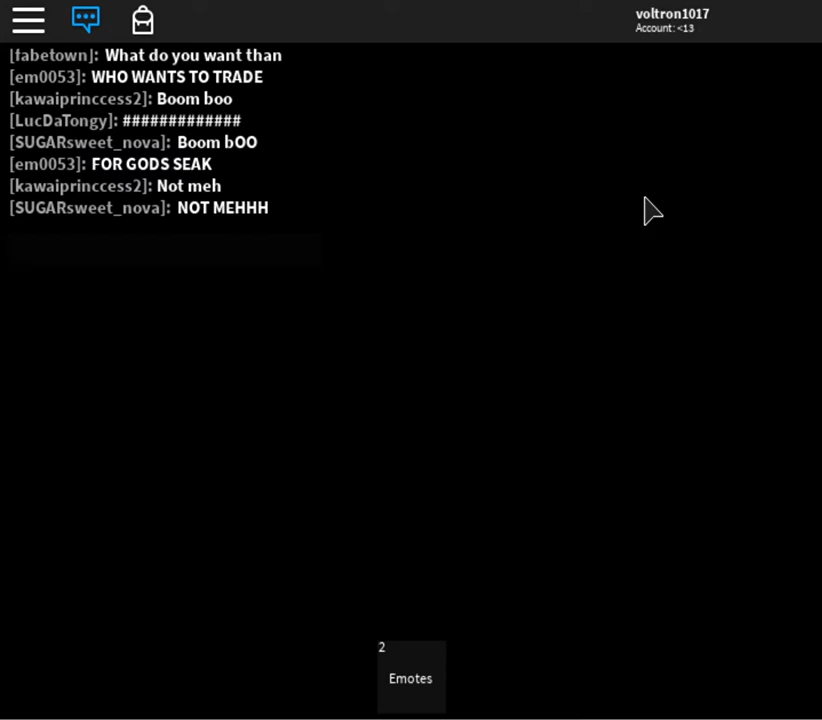 voltron1017
Account: <13
[fabetown]: What do you want than
[em0053]: WHO WANTS TO TRADE
[kawaiprinccess2]: Boom boo
[LucDaTongy]: #############
[SUGARsweet_nova]: Boom bOO
[em0053]: FOR GODS SEAK
[kawaiprinccess2]: Not meh
[SUGARsweet_nova]: NOT MEHHH
2
Emotes